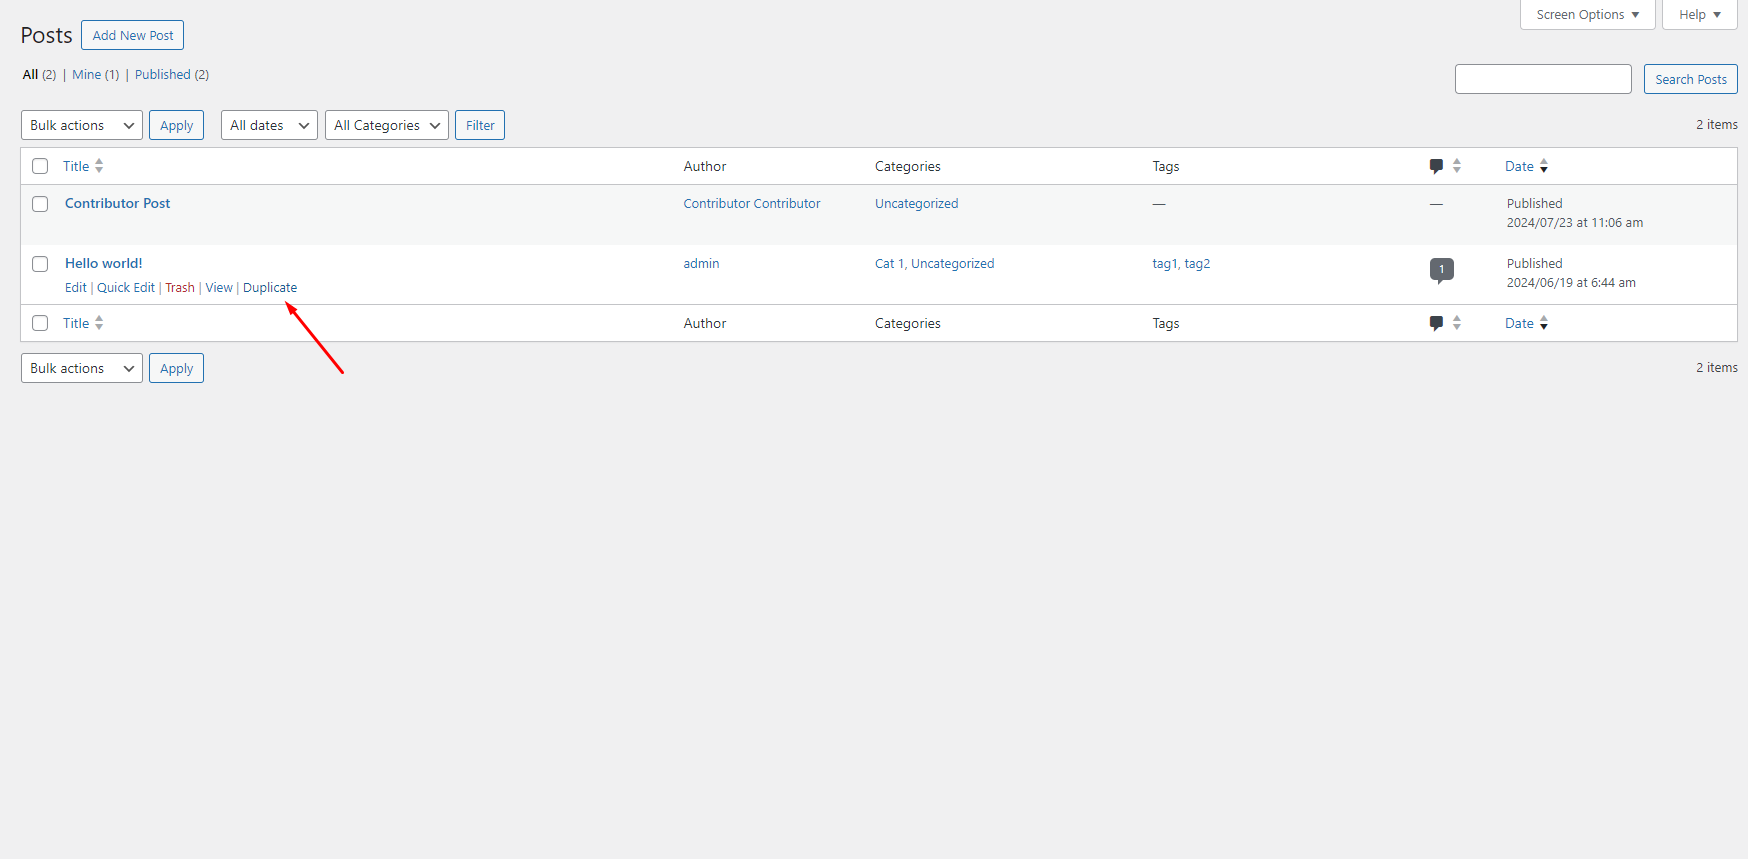 Screen Options Help
Posts Add New Post
All (2) | Mine (1) | Published (2)
Search Posts
Bulk actions Apply All dates All Categories Filter 2 items
Title Author Categories Tags Date
Contributor Post Contributor Contributor Uncategorized — — Published
2024/07/23 at 11:06 am
Hello world! admin Cat 1, Uncategorized tag1, tag2 1 Published
Edit | Quick Edit | Trash | View | Duplicate 2024/06/19 at 6:44 am
Title Author Categories Tags Date
Bulk actions Apply 2 items